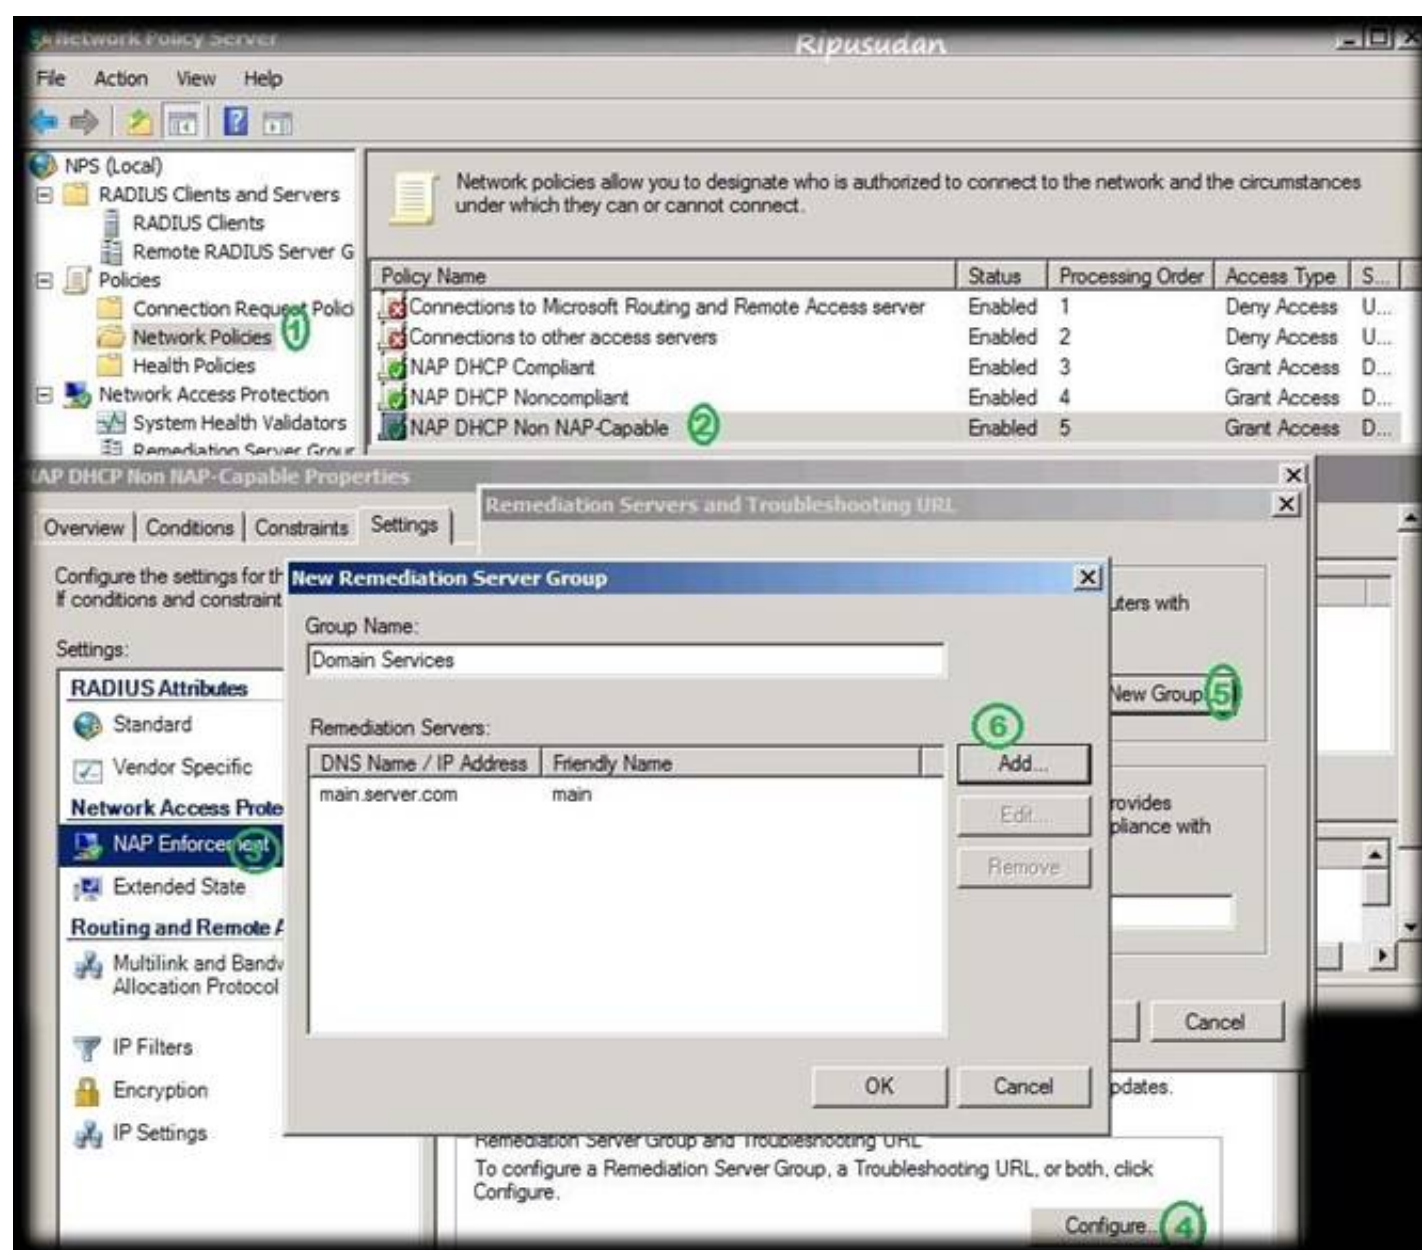 Network Policy Server
Ripusudan
File Action View Help
NPS (Local)
RADIUS Clients and Servers
RADIUS Clients
Remote RADIUS Server G
Policies
Connection Request Polici
Network Policies 1
Health Policies
Network Access Protection
System Health Validators
Remediation Server Group
Network policies allow you to designate who is authorized to connect to the network and the circumstances
under which they can or cannot connect.
Policy Name Status Processing Order Access Type S...
Connections to Microsoft Routing and Remote Access server Enabled 1 Deny Access U...
Connections to other access servers Enabled 2 Deny Access U...
NAP DHCP Compliant Enabled 3 Grant Access D...
NAP DHCP Noncompliant Enabled 4 Grant Access D...
NAP DHCP Non NAP-Capable 2 Enabled 5 Grant Access D...
NAP DHCP Non NAP-Capable Properties
Overview Conditions Constraints Settings
Configure the settings for th
If conditions and constraint
Settings:
RADIUS Attributes
Standard
Vendor Specific
Network Access Prote
NAP Enforcement 3
Extended State
Routing and Remote A
Multilink and Bandw
Allocation Protocol
IP Filters
Encryption
IP Settings
Remediation Servers and Troubleshooting URL
uters with
New Group 5
rovides
pliance with
Cancel
New Remediation Server Group
Group Name:
Domain Services
Remediation Servers:
6
DNS Name / IP Address Friendly Name
main.server.com main
Add...
Edit...
Remove
OK Cancel
pdates.
Remediation Server Group and Troubleshooting URL
To configure a Remediation Server Group, a Troubleshooting URL, or both, click
Configure.
Configure... 4